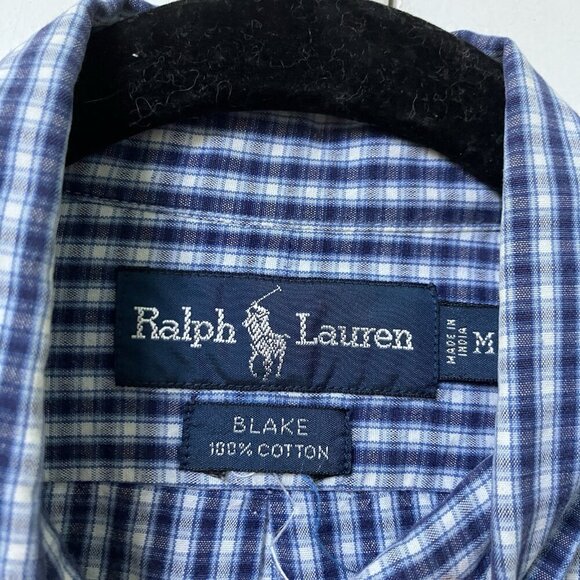 Ralph Lauren
MADE IN
INDIA
M
BLAKE
100% COTTON